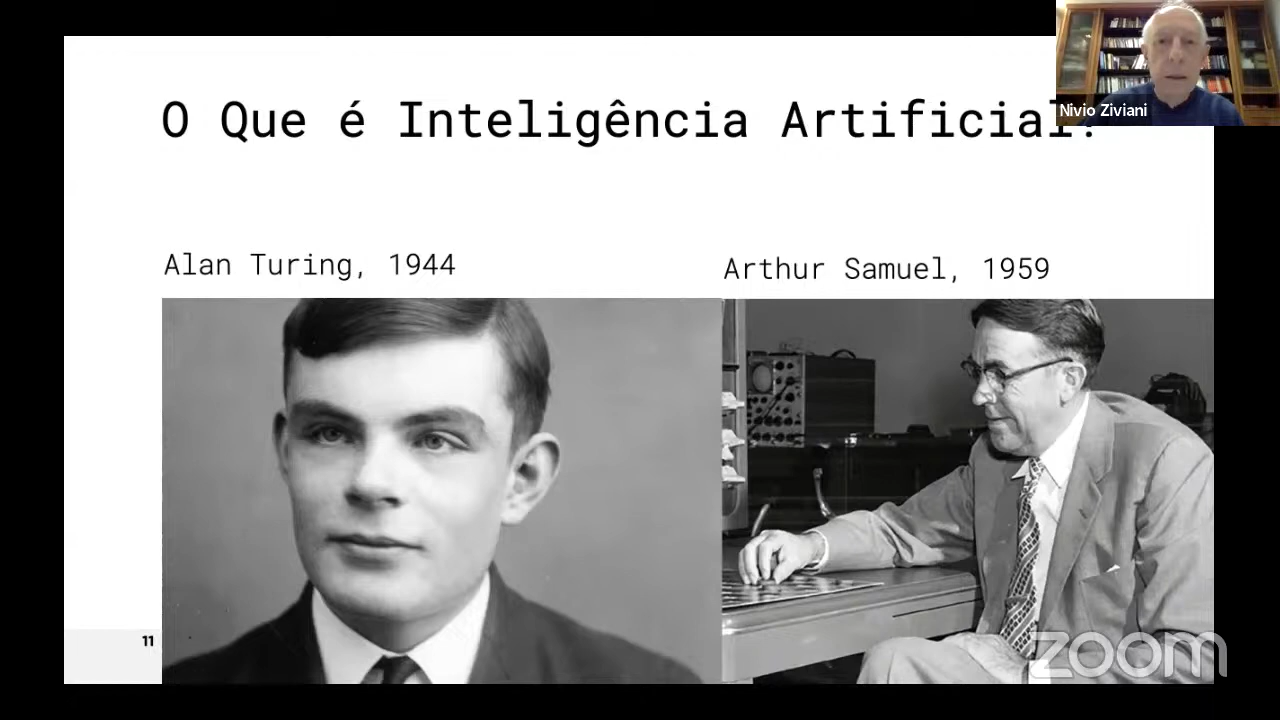 O Que é Inteligência Artificial?
Nivio Ziviani
Alan Turing, 1944
Arthur Samuel, 1959
11
zoom